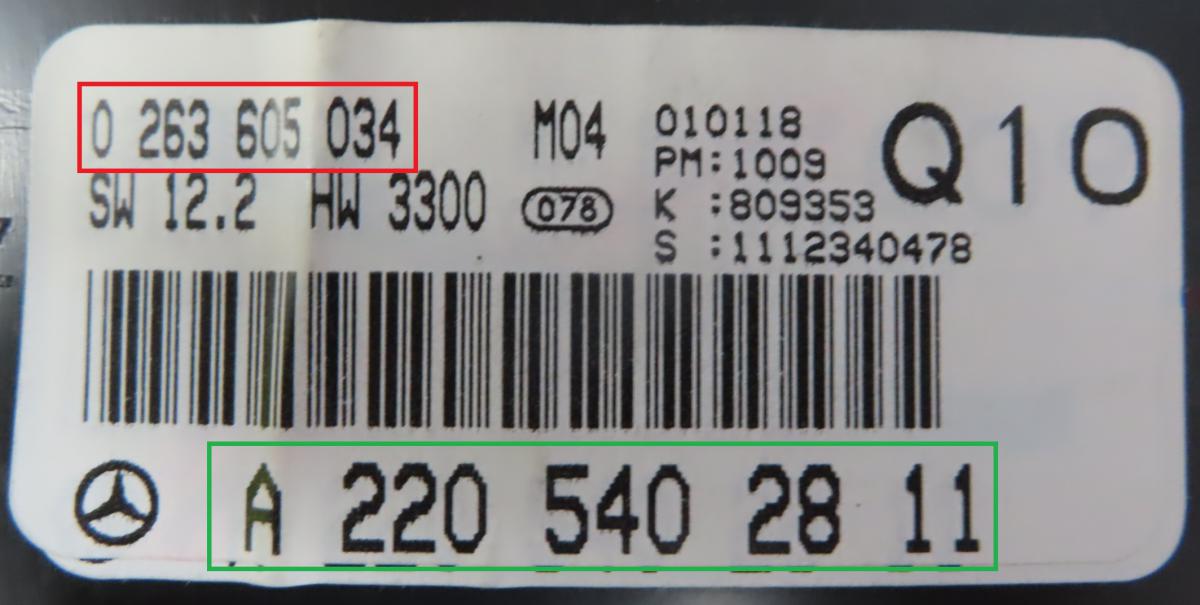 0 263 605 034 M04
SW 12.2 HW 3300 078
010118
PM:1009
K :809353
S :1112340478
Q10
A 220 540 28 11